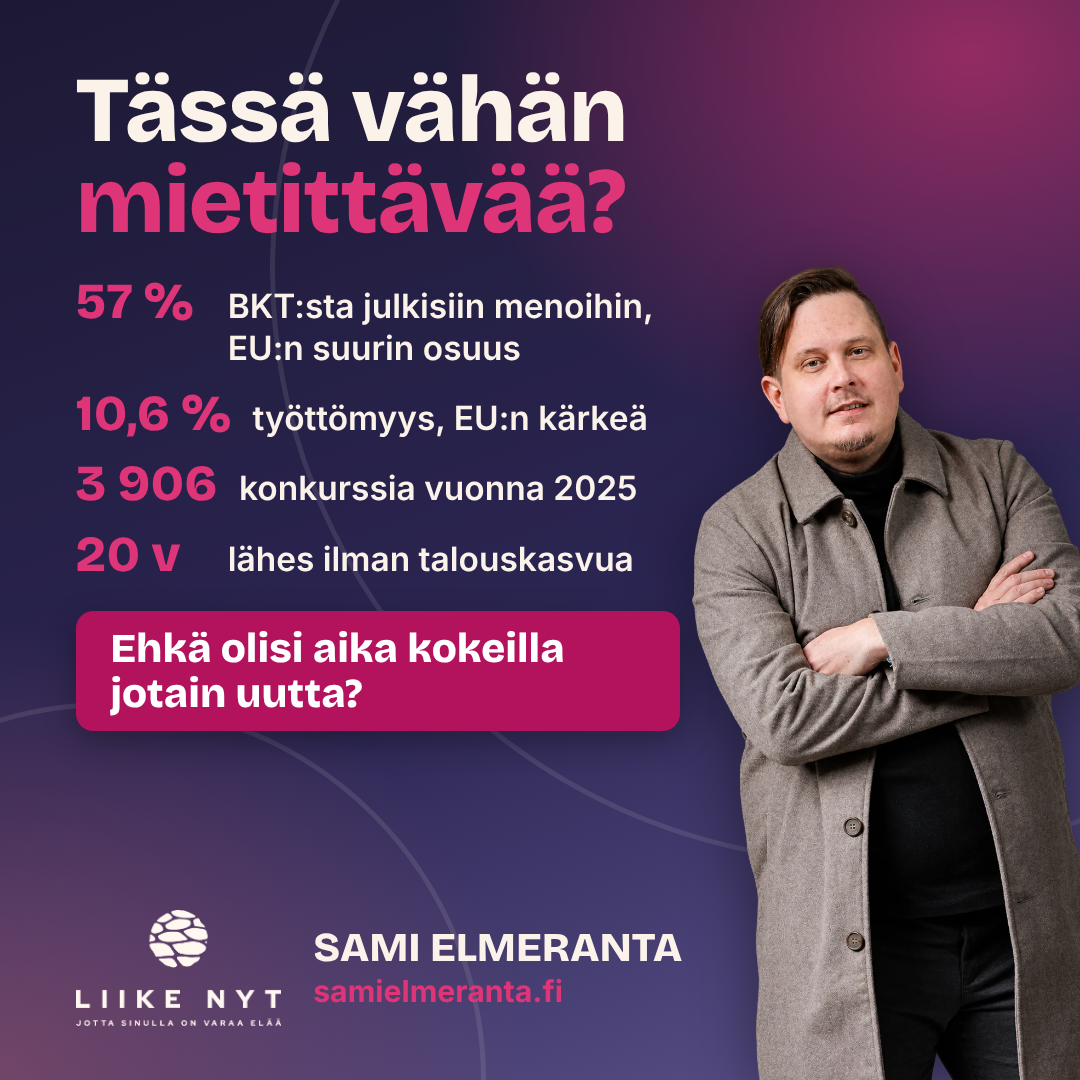 Tässä vähän
mietittävää?
57 % BKT:sta julkisiin menoihin,
EU:n suurin osuus
10,6 % työttömyys, EU:n kärkeä
3 906 konkurssia vuonna 2025
20 v lähes ilman talouskasvua
Ehkä olisi aika kokeilla
jotain uutta?
SAMI ELMERANTA
samielmeranta.fi
LIIKE NYT
JOTTA SINULLA ON VARAA ELÄÄ